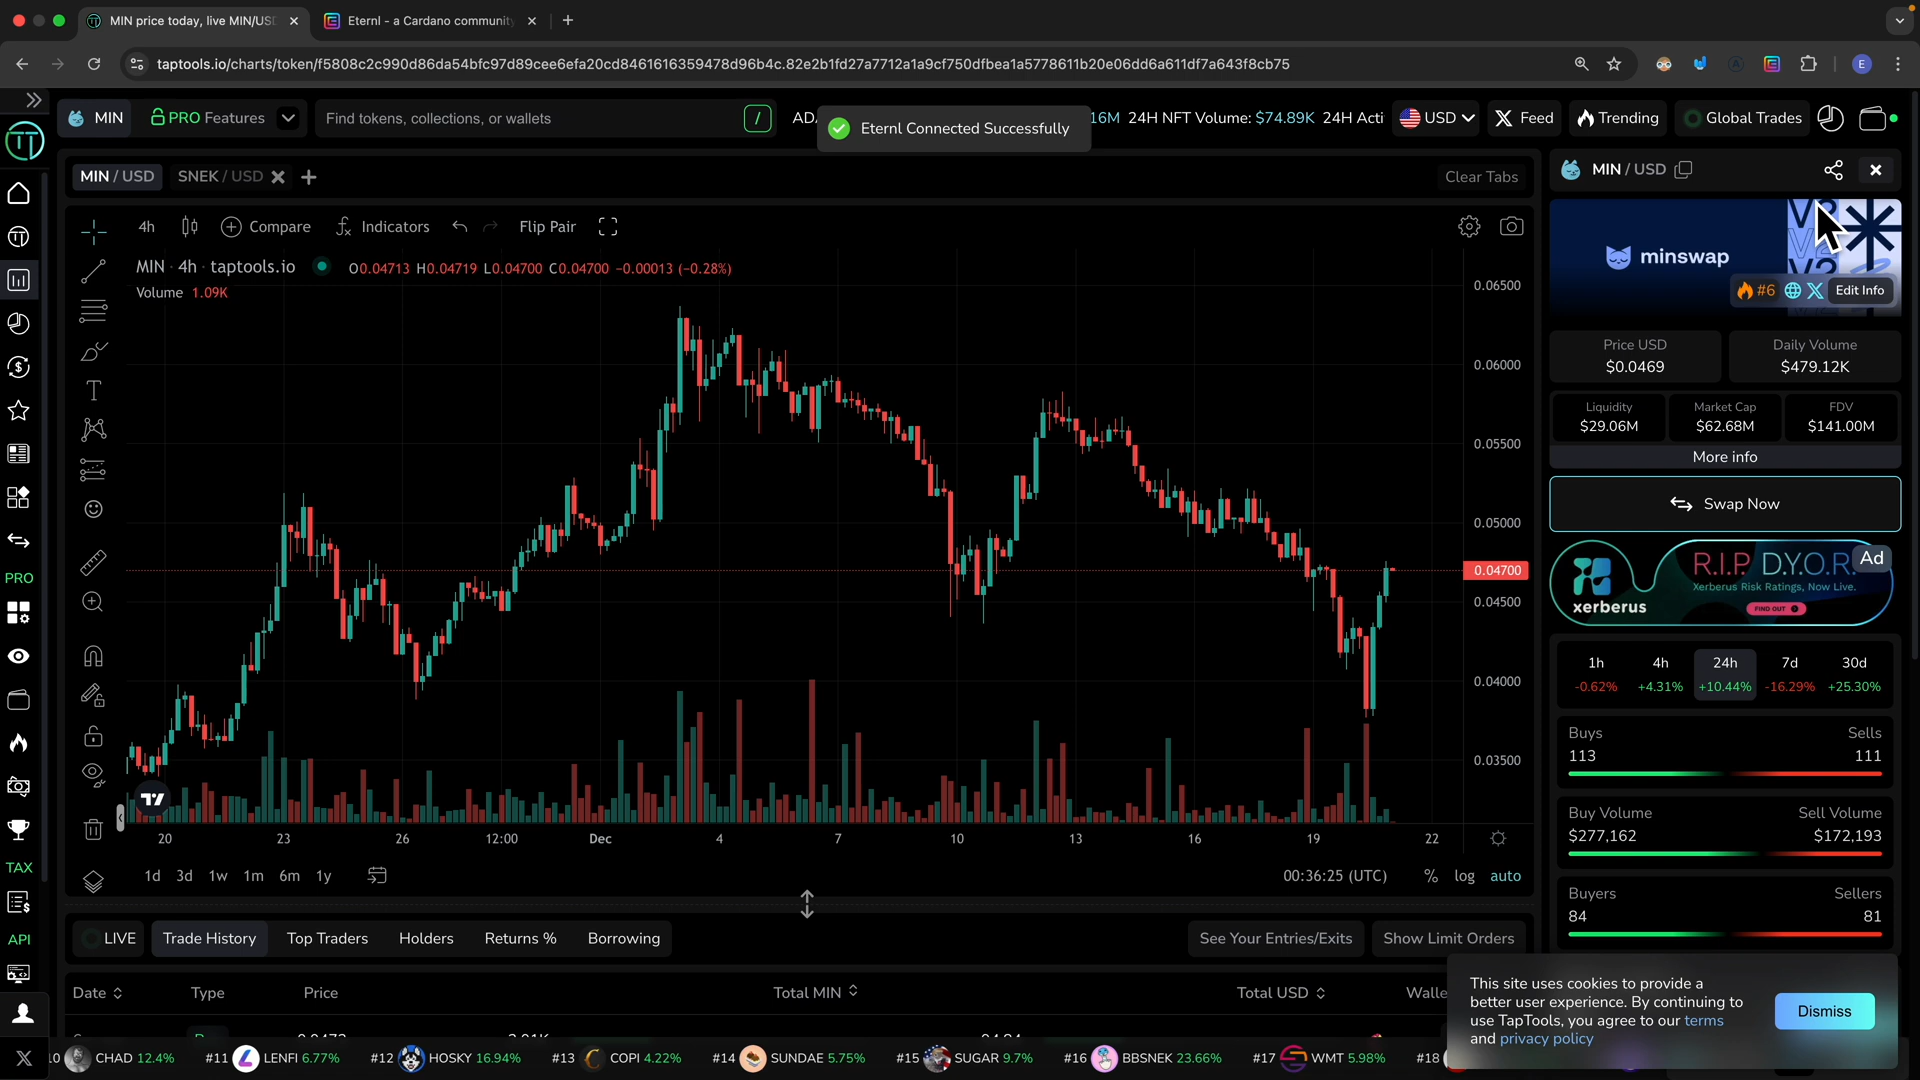 MIN price today, live MIN/USD
Eternl - a Cardano community
taptools.io/charts/token/f5808c2c990d86da54bfc97d89cee6efa20cd8461616359478d96b4c.82e2b1fd27a7712a1a9cf750dfbea1a5778611b20e06dd6a611df7a643f8cb75
E
MIN
PRO Features
Find tokens, collections, or wallets
/
16M 24H NFT Volume: $74.89K 24H Acti
USD
Feed
Trending
Global Trades
Eternl Connected Successfully
MIN / USD
SNEK / USD
Clear Tabs
MIN / USD
4h
Compare
Indicators
Flip Pair
MIN · 4h · taptools.io
O0.04713 H0.04719 L0.04700 C0.04700 -0.00013 (-0.28%)
Volume 1.09K
0.06500
0.06000
0.05500
0.05000
0.04700
0.04500
0.04000
0.03500
20 23 26 12:00 Dec 4 7 10 13 16 19 22
1d 3d 1w 1m 6m 1y
00:36:25 (UTC)
% log auto
PRO
TAX
API
minswap
V2
#6
Edit Info
Price USD
$0.0469
Daily Volume
$479.12K
Liquidity
$29.06M
Market Cap
$62.68M
FDV
$141.00M
More info
Swap Now
xerberus
R.I.P. D.Y.O.R.
Xerberus Risk Ratings, Now Live.
FIND OUT
Ad
1h 4h 24h 7d 30d
-0.62% +4.31% +10.44% -16.29% +25.30%
Buys Sells
113 111
Buy Volume Sell Volume
$277,162 $172,193
Buyers Sellers
84 81
LIVE
Trade History
Top Traders
Holders
Returns %
Borrowing
See Your Entries/Exits
Show Limit Orders
Date Type Price Total MIN Total USD Walle
This site uses cookies to provide a
better user experience. By continuing to
use TapTools, you agree to our terms
and privacy policy
Dismiss
10 CHAD 12.4% #11 LENFI 6.77% #12 HOSKY 16.94% #13 COPI 4.22% #14 SUNDAE 5.75% #15 SUGAR 9.7% #16 BBSNEK 23.66% #17 WMT 5.98% #18